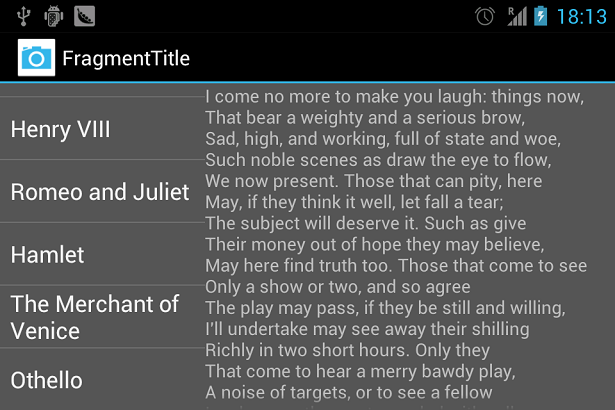 R
18:13
FragmentTitle
Henry VIII
Romeo and Juliet
Hamlet
The Merchant of
Venice
Othello
I come no more to make you laugh: things now,
That bear a weighty and a serious brow,
Sad, high, and working, full of state and woe,
Such noble scenes as draw the eye to flow,
We now present. Those that can pity, here
May, if they think it well, let fall a tear;
The subject will deserve it. Such as give
Their money out of hope they may believe,
May here find truth too. Those that come to see
Only a show or two, and so agree
The play may pass, if they be still and willing,
I'll undertake may see away their shilling
Richly in two short hours. Only they
That come to hear a merry bawdy play,
A noise of targets, or to see a fellow